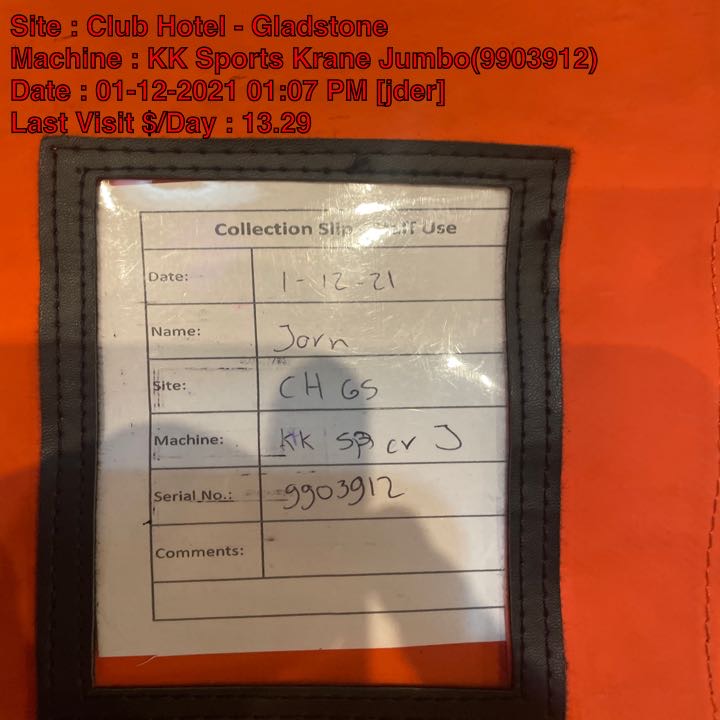 Site : Club Hotel - Gladstone
Machine : KK Sports Krane Jumbo(9903912)
Date : 01-12-2021 01:07 PM [jder]
Last Visit $/Day : 13.29
Collection Slip - Staff Use
Date: 1-12-21
Name: Jorn
Site: CH GS
Machine: KK SP cr J
Serial No.: 9903912
Comments: